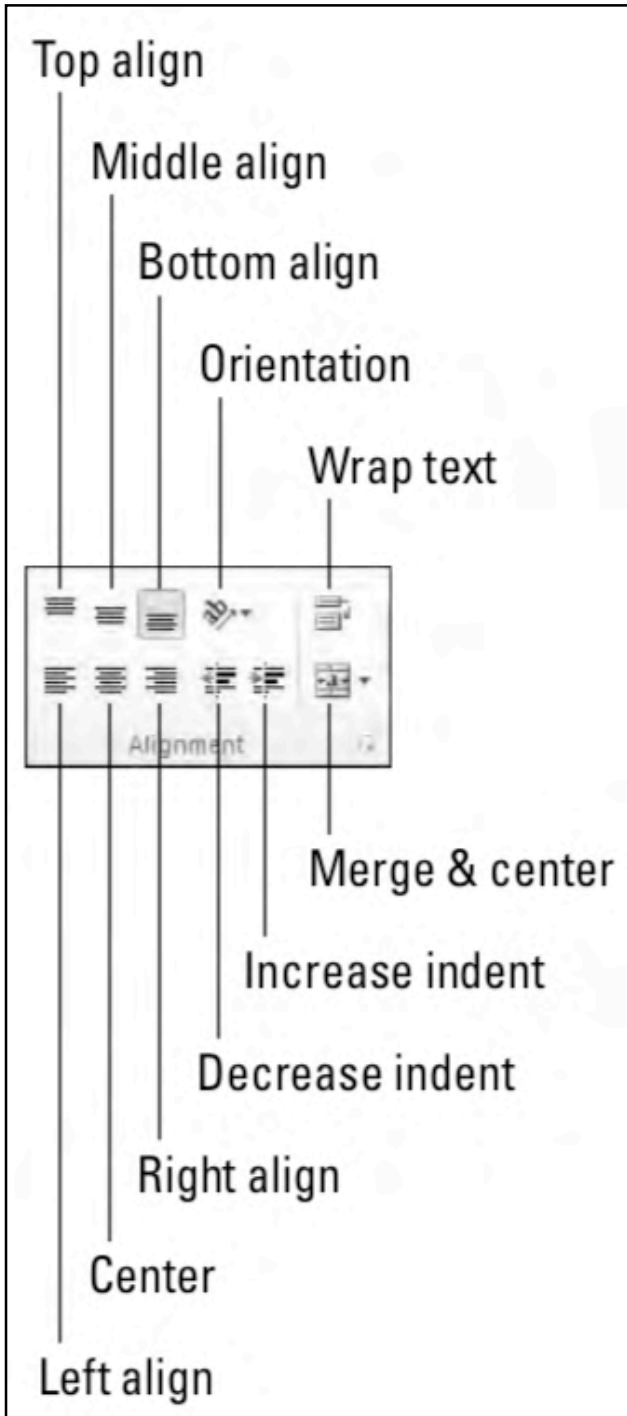 Top align
Middle align
Bottom align
Orientation
Wrap text
ab
Alignment
Merge & center
Increase indent
Decrease indent
Right align
Center
Left align